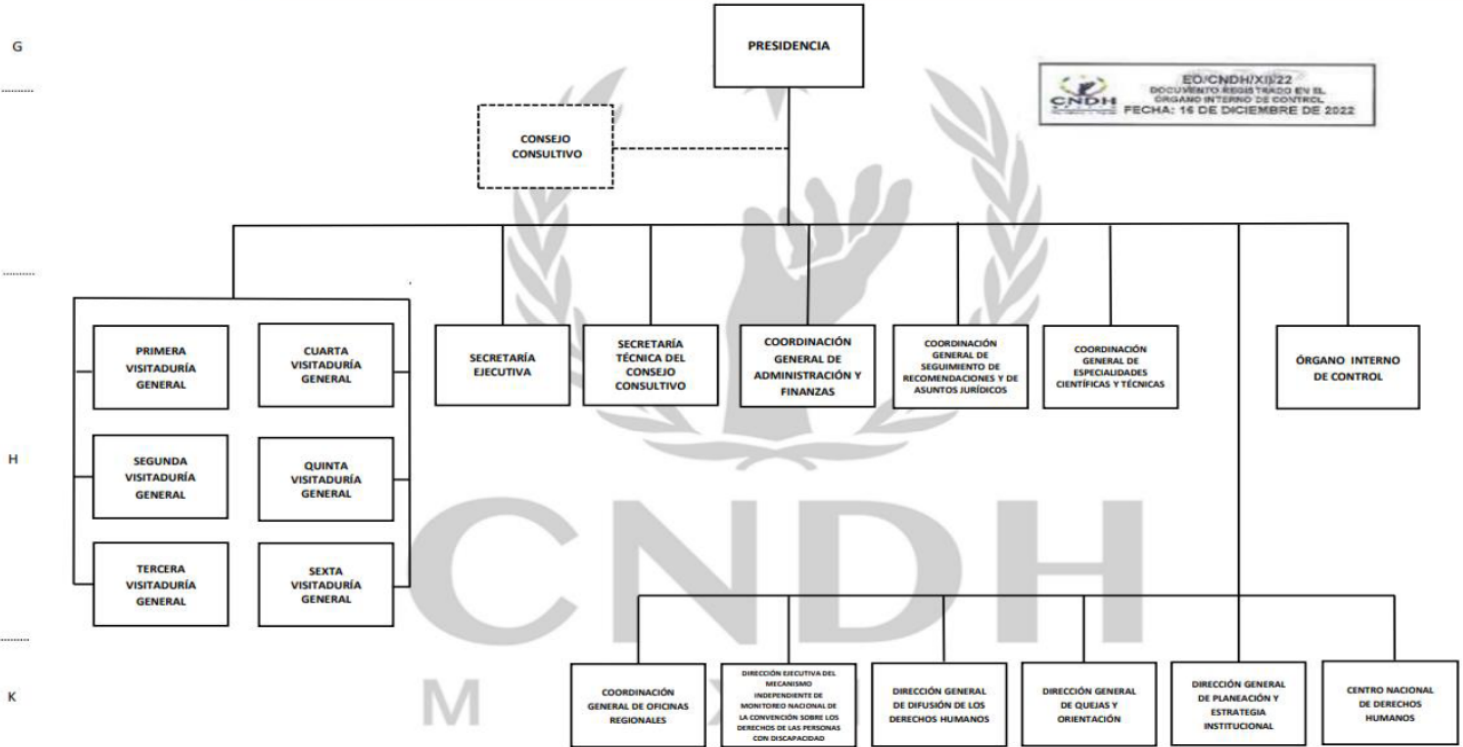 G
PRESIDENCIA
EO/CNDH/XII/22
DOCUMENTO REGISTRADO EN EL
ÓRGANO INTERNO DE CONTROL
FECHA: 16 DE DICIEMBRE DE 2022
CNDH
CONSEJO
CONSULTIVO
H
PRIMERA
VISITADURÍA
GENERAL
CUARTA
VISITADURÍA
GENERAL
SEGUNDA
VISITADURÍA
GENERAL
QUINTA
VISITADURÍA
GENERAL
TERCERA
VISITADURÍA
GENERAL
SEXTA
VISITADURÍA
GENERAL
SECRETARÍA
EJECUTIVA
SECRETARÍA
TÉCNICA DEL
CONSEJO
CONSULTIVO
COORDINACIÓN
GENERAL DE
ADMINISTRACIÓN Y
FINANZAS
COORDINACIÓN
GENERAL DE
SEGUIMIENTO DE
RECOMENDACIONES Y DE
ASUNTOS JURÍDICOS
COORDINACIÓN
GENERAL DE
ESPECIALIDADES
CIENTÍFICAS Y TÉCNICAS
ÓRGANO INTERNO
DE CONTROL
CNDH
M X
K
COORDINACIÓN
GENERAL DE OFICINAS
REGIONALES
DIRECCIÓN EJECUTIVA DEL
MECANISMO
INDEPENDIENTE DE
MONITOREO NACIONAL DE
LA CONVENCIÓN SOBRE LOS
DERECHOS DE LAS PERSONAS
CON DISCAPACIDAD
DIRECCIÓN GENERAL
DE DIFUSIÓN DE LOS
DERECHOS HUMANOS
DIRECCIÓN GENERAL
DE QUEJAS Y
ORIENTACIÓN
DIRECCIÓN GENERAL
DE PLANEACIÓN Y
ESTRATEGIA
INSTITUCIONAL
CENTRO NACIONAL
DE DERECHOS
HUMANOS